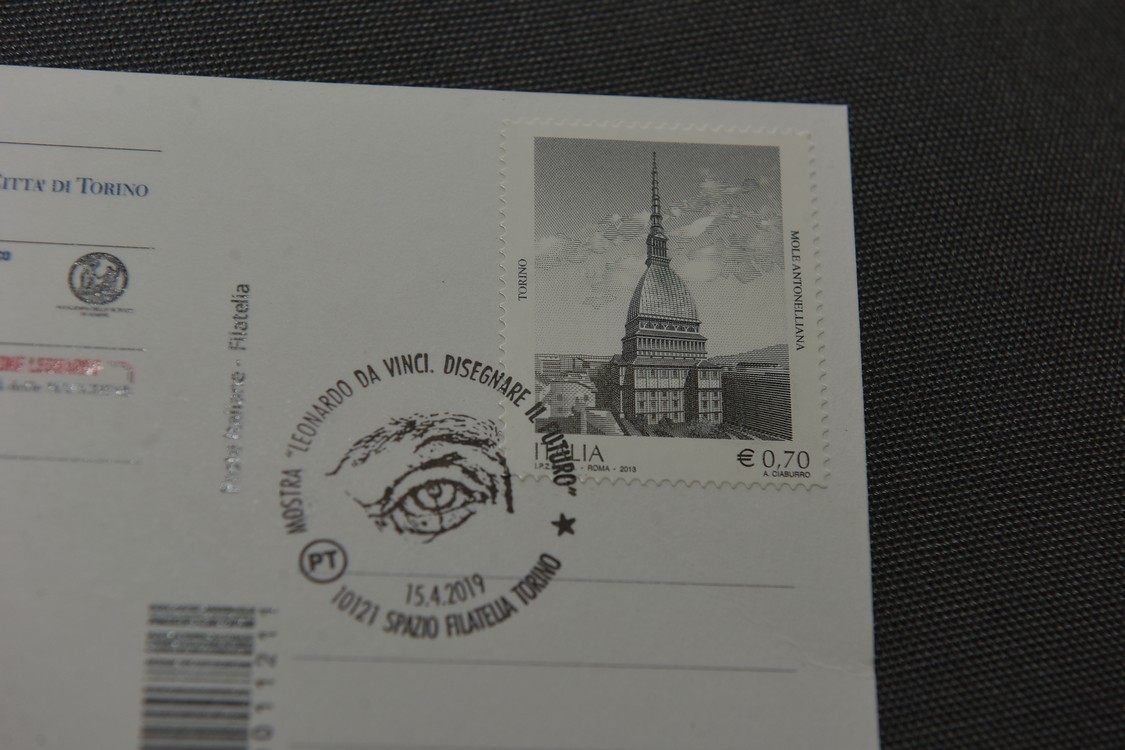 CITTA' DI TORINO
Filatelia
TORINO
MOLE ANTONELLIANA
ITALIA
€ 0,70
ROMA - 2013
A. CIABURRO
MOSTRA "LEONARDO DA VINCI. DISEGNARE IL FUTURO"
PT
15.4.2019
10121 SPAZIO FILATELIA TORINO